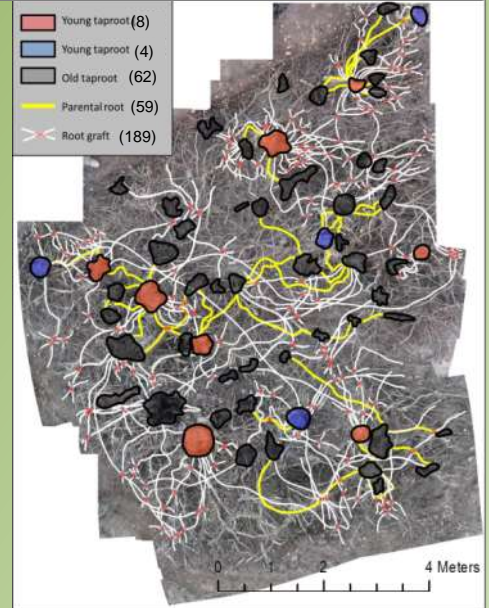 Young taproot (8)
Young taproot (4)
Old taproot (62)
Parental root (59)
Root graft (189)
0 1 2 4 Meters